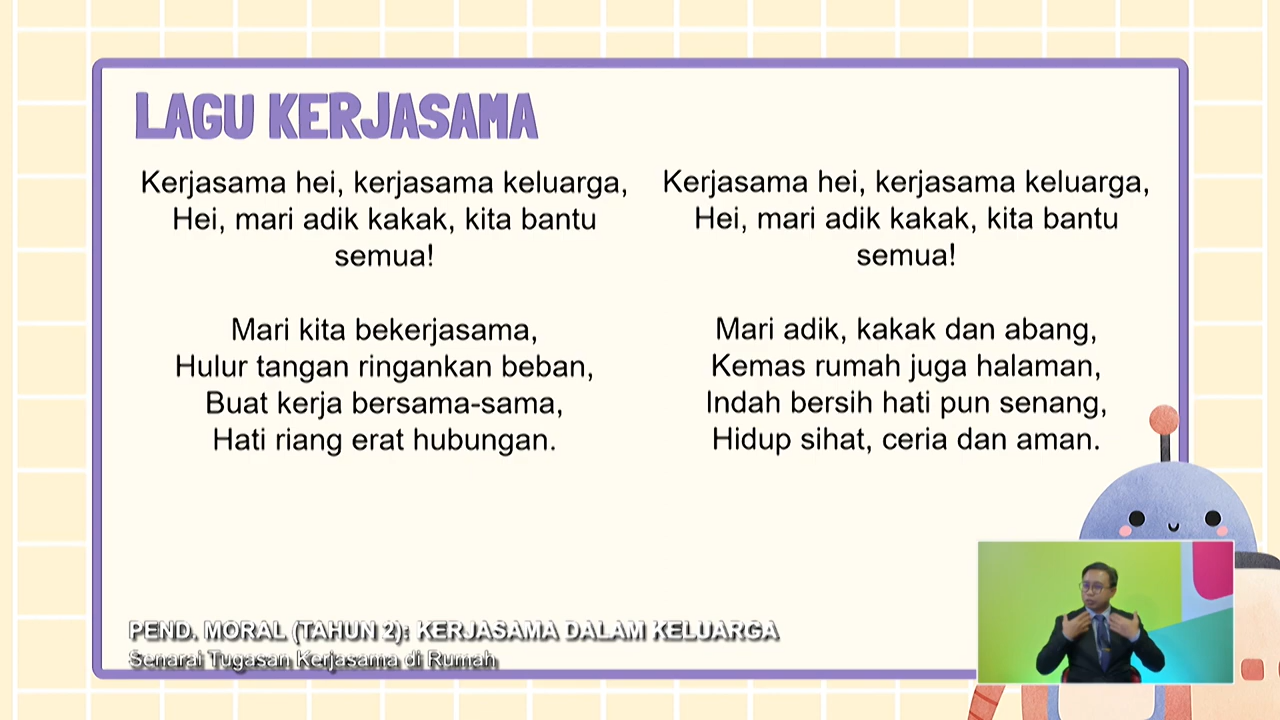 LAGU KERJASAMA
Kerjasama hei, kerjasama keluarga,
Hei, mari adik kakak, kita bantu
semua!
Mari kita bekerjasama,
Hulur tangan ringankan beban,
Buat kerja bersama-sama,
Hati riang erat hubungan.
Kerjasama hei, kerjasama keluarga,
Hei, mari adik kakak, kita bantu
semua!
Mari adik, kakak dan abang,
Kemas rumah juga halaman,
Indah bersih hati pun senang,
Hidup sihat, ceria dan aman.
PEND. MORAL (TAHUN 2): KERJASAMA DALAM KELUARGA
Senarai Tugasan Kerjasama di Rumah